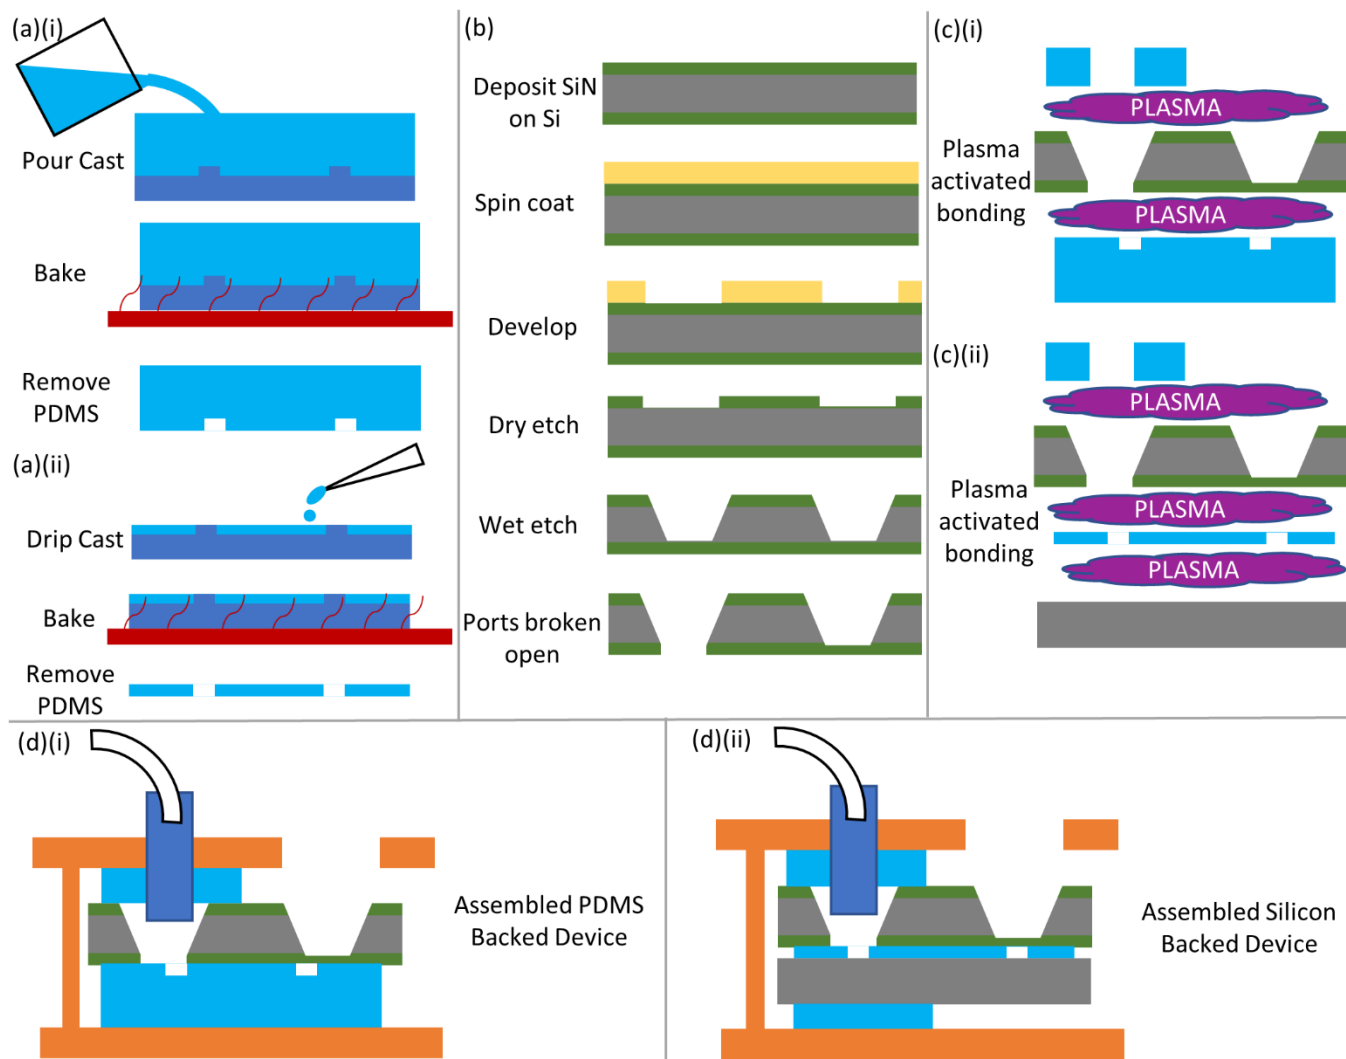 (a)(i)
Pour Cast
Bake
Remove
PDMS
(a)(ii)
Drip Cast
Bake
Remove
PDMS
(b)
Deposit SiN
on Si
Spin coat
Develop
Dry etch
Wet etch
Ports broken
open
(c)(i)
PLASMA
Plasma
activated
bonding
PLASMA
(c)(ii)
PLASMA
Plasma
activated
bonding
PLASMA
PLASMA
(d)(i)
Assembled PDMS
Backed Device
(d)(ii)
Assembled Silicon
Backed Device